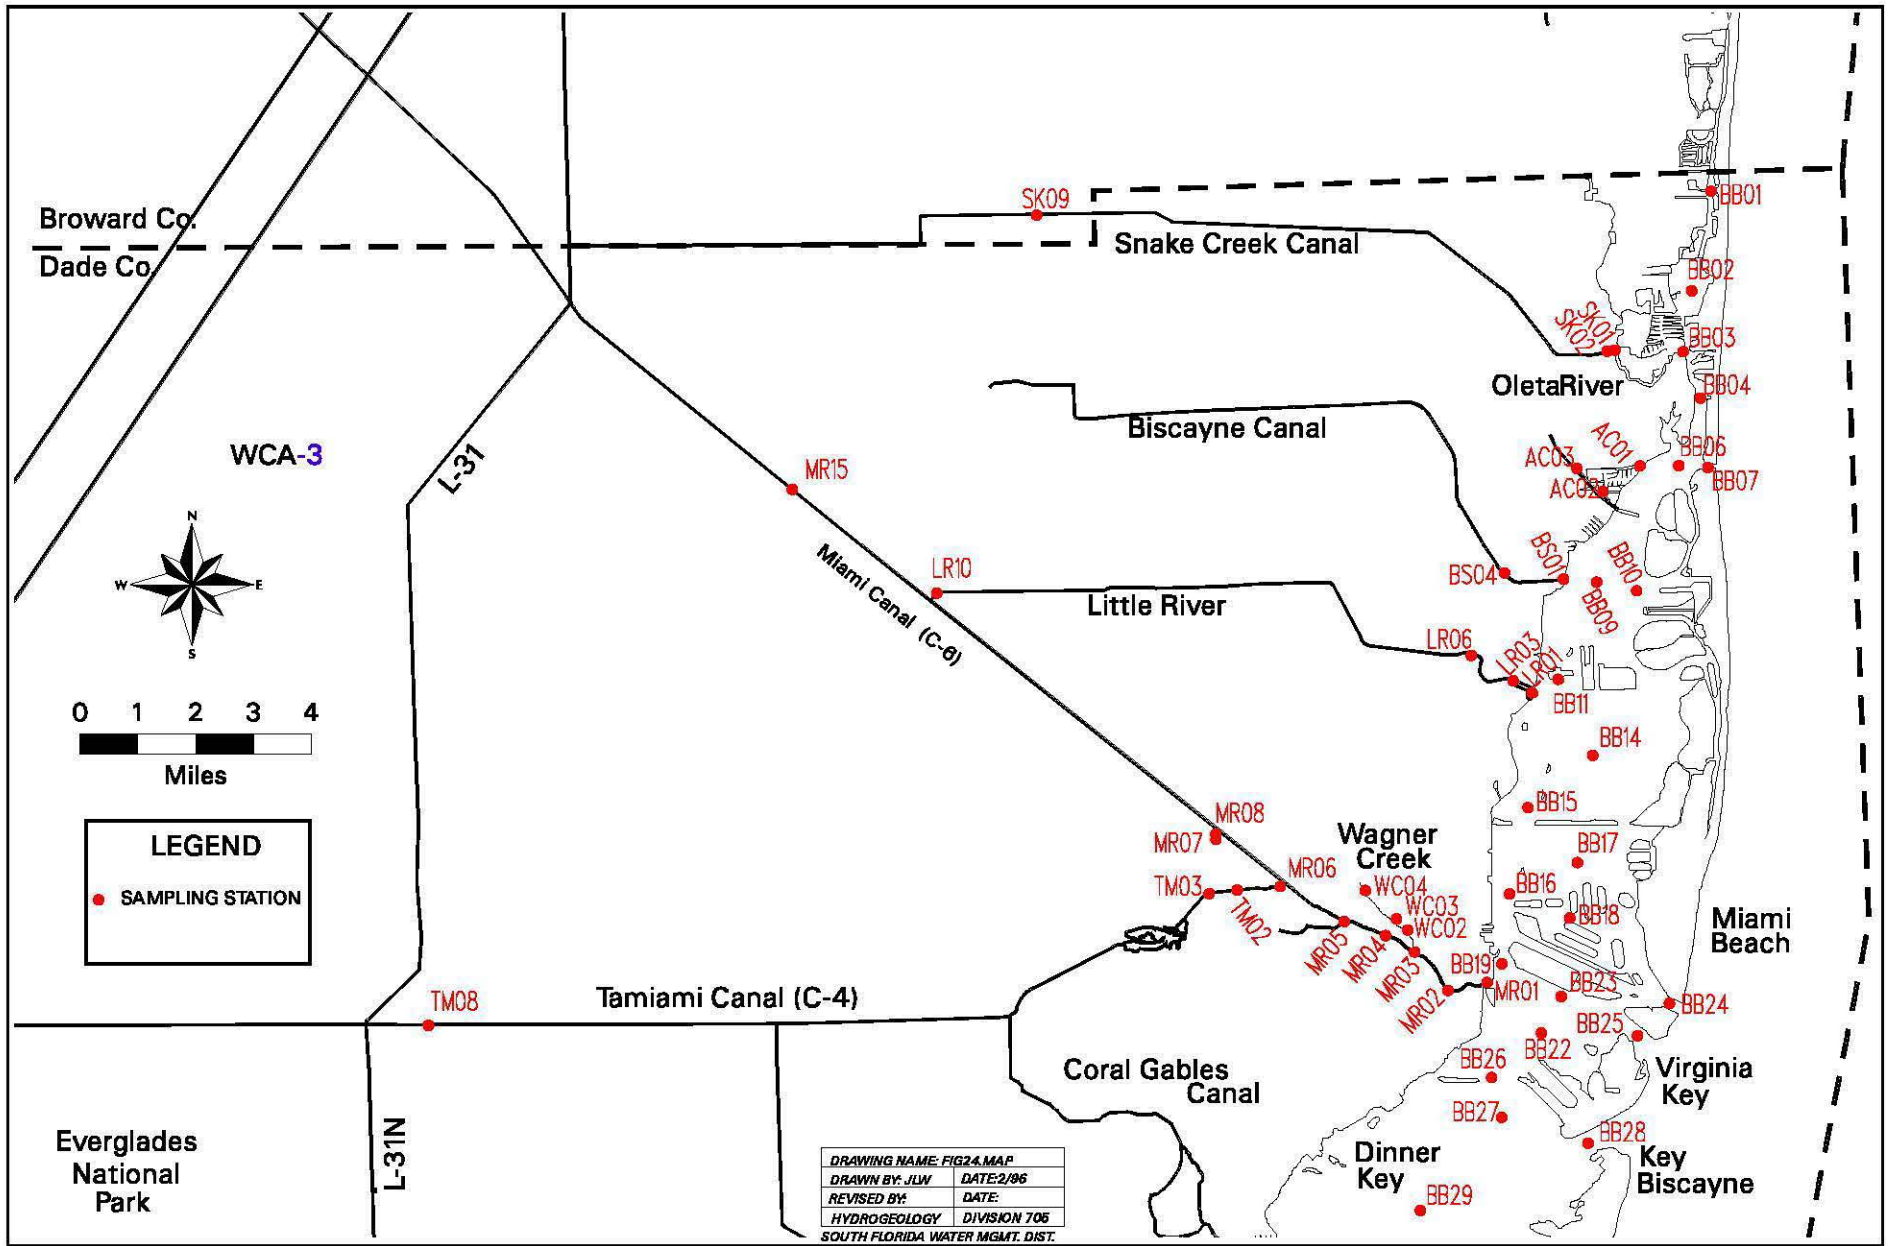 SK09
BB01
Broward Co.
Snake Creek Canal
Dade Co.
BB02
SK01
SK02
BB03
OletaRiver
BB04
Biscayne Canal
WCA-3
L-31
MR15
AC01
AC03
BB06
BB07
AC02
N
W
E
S
Miami Canal (C-6)
LR10
BS01
BS04
BB10
BB09
Little River
LR06
LR03
LR01
BB11
0 1 2 3 4
Miles
BB14
BB15
MR08
MR07
Wagner
Creek
BB17
LEGEND
SAMPLING STATION
MR06
TM03
TM02
WC04
WC03
WC02
BB16
BB18
Miami
Beach
MR05
MR04
MR03
MR02
BB19
MR01
BB23
BB24
TM08
Tamiami Canal (C-4)
BB25
BB22
BB26
Coral Gables
Canal
Virginia
Key
BB27
BB28
Everglades
National
Park
L-31N
Dinner
Key
Key
Biscayne
BB29
DRAWING NAME: FIG24.MAP
DRAWN BY: JLW DATE:2/96
REVISED BY: DATE:
HYDROGEOLOGY DIVISION 705
SOUTH FLORIDA WATER MGMT. DIST.